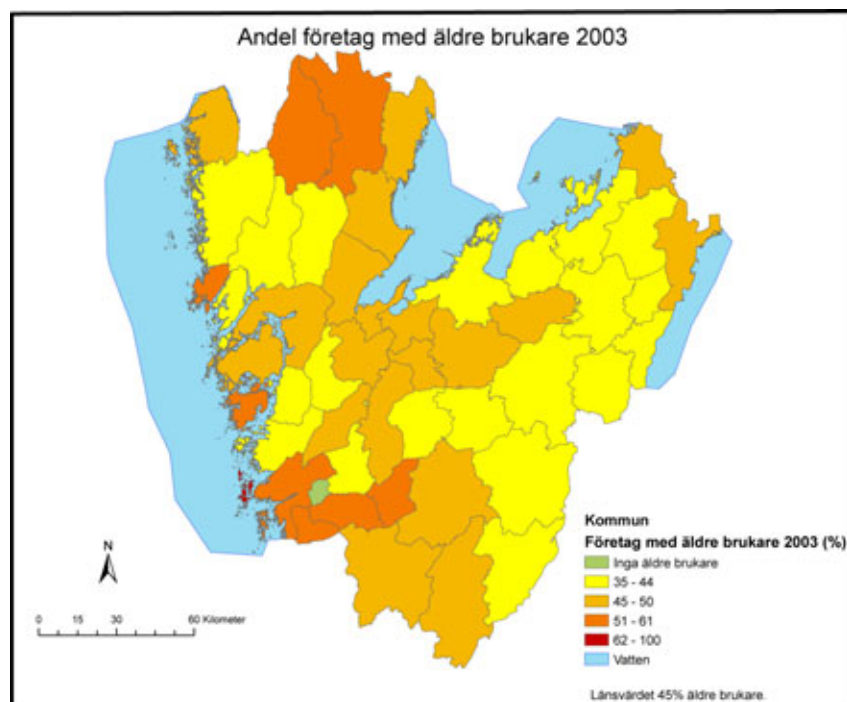 Andel företag med äldre brukare 2003
Kommun
Företag med äldre brukare 2003 (%)
Inga äldre brukare
35 - 44
45 - 50
51 - 61
62 - 100
Vatten
N
0 15 30 60 Kilometer
Länsvärdet 45% äldre brukare.